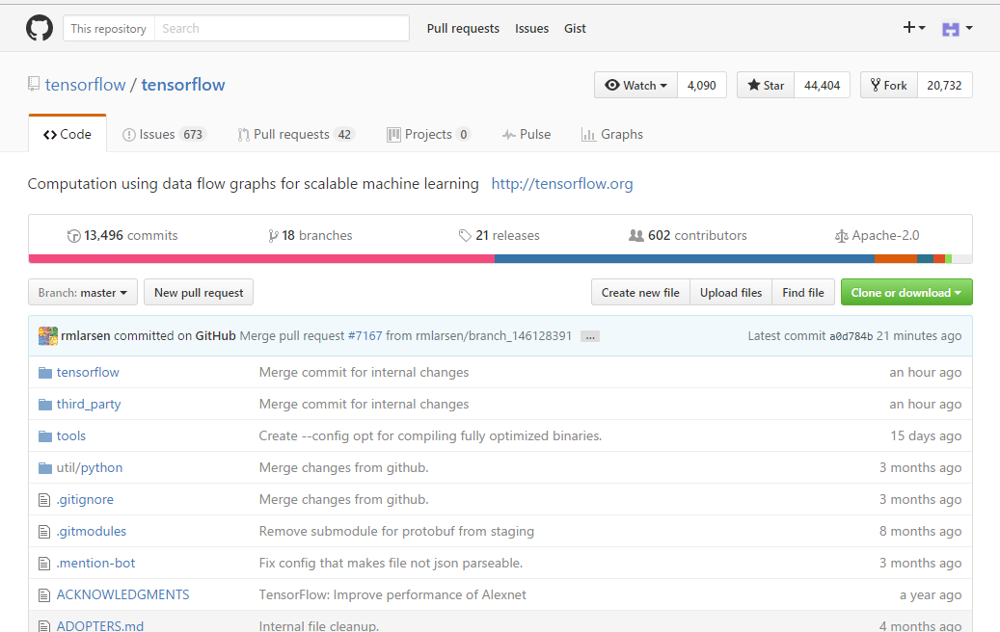 This repository Search Pull requests Issues Gist
tensorflow / tensorflow Watch 4,090 Star 44,404 Fork 20,732
Code Issues 673 Pull requests 42 Projects 0 Pulse Graphs
Computation using data flow graphs for scalable machine learning http://tensorflow.org
13,496 commits 18 branches 21 releases 602 contributors Apache-2.0
Branch: master New pull request Create new file Upload files Find file Clone or download
rmlarsen committed on GitHub Merge pull request #7167 from rmlarsen/branch_146128391 ... Latest commit a0d784b 21 minutes ago
tensorflow Merge commit for internal changes an hour ago
third_party Merge commit for internal changes an hour ago
tools Create --config opt for compiling fully optimized binaries. 15 days ago
util/python Merge changes from github. 3 months ago
.gitignore Merge changes from github. 3 months ago
.gitmodules Remove submodule for protobuf from staging 8 months ago
.mention-bot Fix config that makes file not json parseable. 3 months ago
ACKNOWLEDGMENTS TensorFlow: Improve performance of Alexnet a year ago
ADOPTERS.md Internal file cleanup. 4 months ago